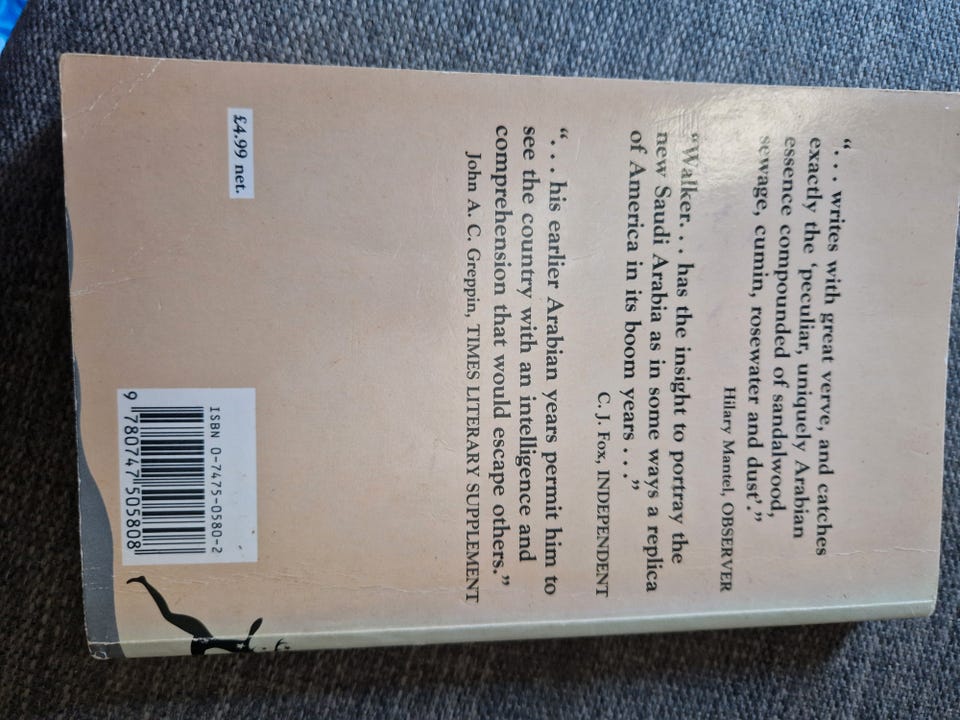 “. . . writes with great verve, and catches
exactly the ‘peculiar, uniquely Arabian
essence compounded of sandalwood,
sewage, cumin, rosewater and dust’.”
Hilary Mantel, OBSERVER
“Walker. . . has the insight to portray the
new Saudi Arabia as in some ways a replica
of America in its boom years . . .”
C. J. Fox, INDEPENDENT
“. . . his earlier Arabian years permit him to
see the country with an intelligence and
comprehension that would escape others.”
John A. C. Greppin, TIMES LITERARY SUPPLEMENT
£4.99 net.
ISBN 0-7475-0580-2
9 780747 505808